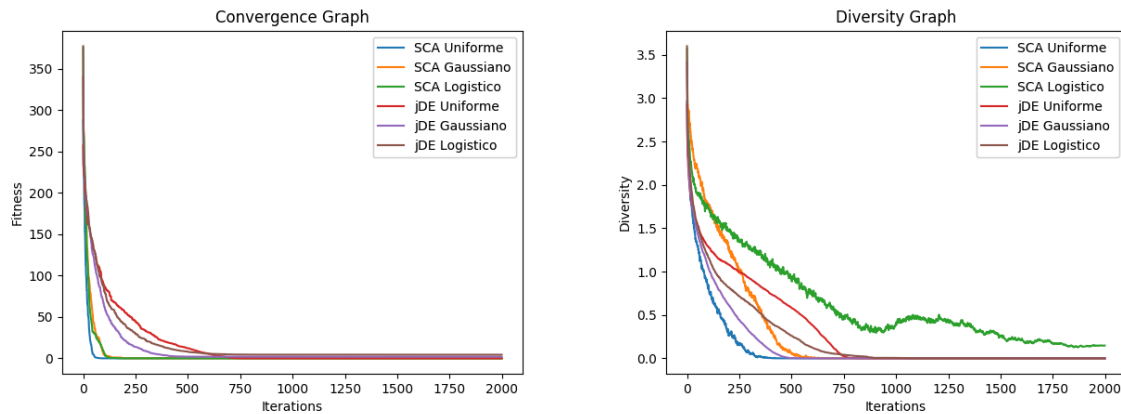 Convergence Graph
Fitness
350
300
250
200
150
100
50
0
SCA Uniforme
SCA Gaussiano
SCA Logistico
jDE Uniforme
jDE Gaussiano
jDE Logistico
0 250 500 750 1000 1250 1500 1750 2000
Iterations
Diversity Graph
Diversity
3.5
3.0
2.5
2.0
1.5
1.0
0.5
0.0
SCA Uniforme
SCA Gaussiano
SCA Logistico
jDE Uniforme
jDE Gaussiano
jDE Logistico
0 250 500 750 1000 1250 1500 1750 2000
Iterations